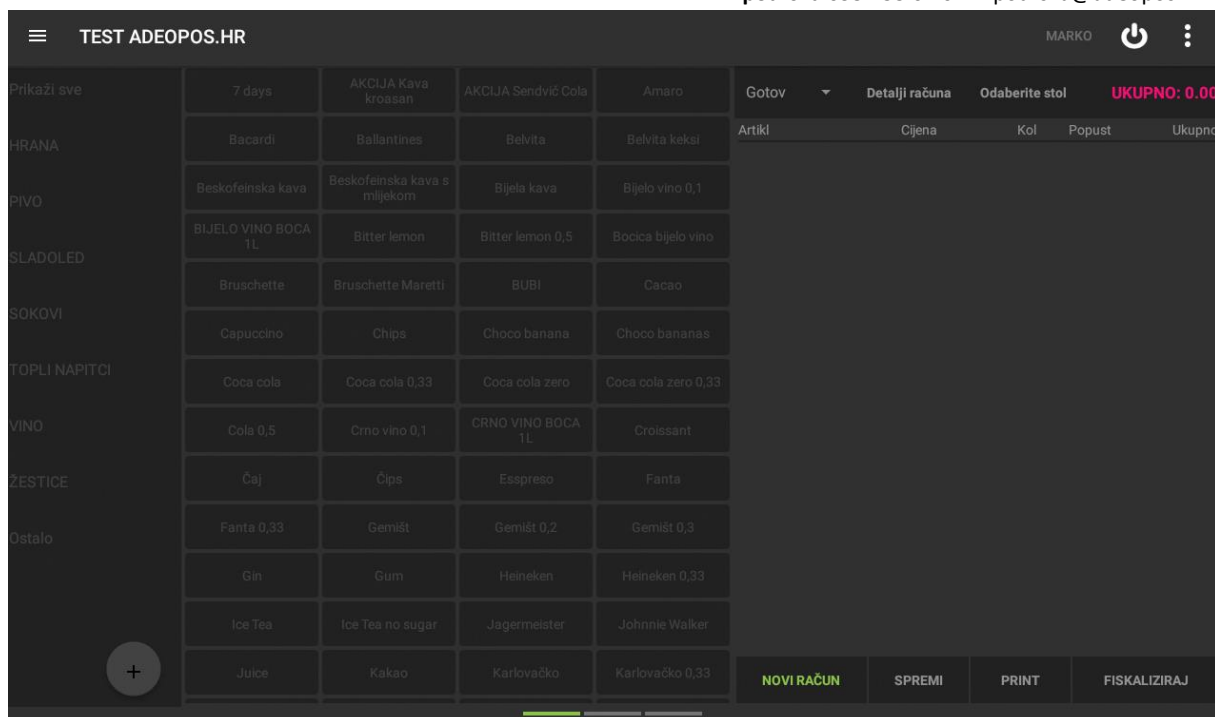 TEST ADEOPOS.HR
MARKO
Prikaži sve
HRANA
PIVO
SLADOLED
SOKOVI
TOPLI NAPITCI
VINO
ŽESTICE
Ostalo
+
7 days
AKCIJA Kava
kroasan
AKCIJA Sendvić Cola
Amaro
Bacardi
Ballantines
Belvita
Belvita keksi
Beskofeinska kava
Beskofeinska kava s
mlijekom
Bijela kava
Bijelo vino 0,1
BIJELO VINO BOCA
1L
Bitter lemon
Bitter lemon 0,5
Bocica bijelo vino
Bruschette
Bruschette Maretti
BUBI
Cacao
Capuccino
Chips
Choco banana
Choco bananas
Coca cola
Coca cola 0,33
Coca cola zero
Coca cola zero 0,33
Cola 0,5
Crno vino 0,1
CRNO VINO BOCA
1L
Croissant
Čaj
Čips
Esspreso
Fanta
Fanta 0,33
Gemišt
Gemišt 0,2
Gemišt 0,3
Gin
Gum
Heineken
Heineken 0,33
Ice Tea
Ice Tea no sugar
Jagermeister
Johnnie Walker
Juice
Kakao
Karlovačko
Karlovačko 0,33
Gotov
Detalji računa
Odaberite stol
UKUPNO: 0.00
Artikl Cijena Kol Popust Ukupno
NOVI RAČUN
SPREMI
PRINT
FISKALIZIRAJ